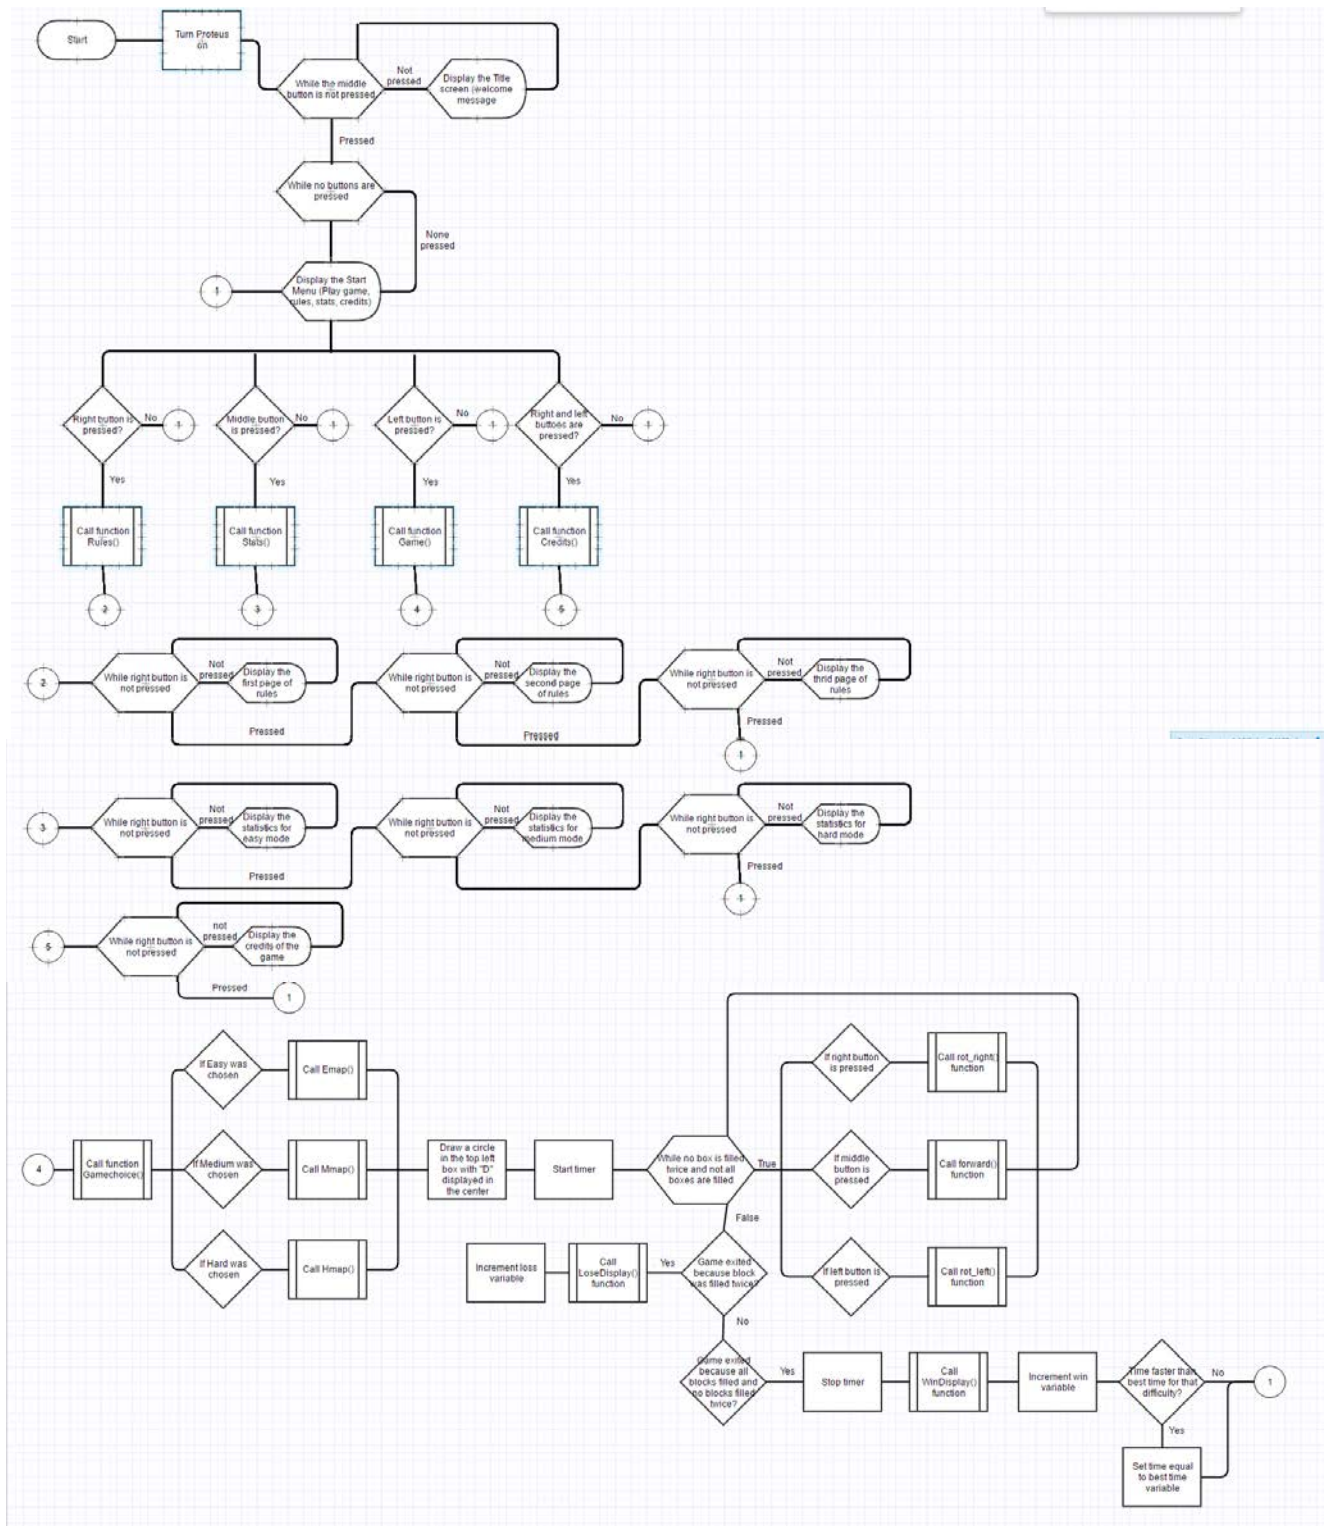 Start
Turn Proteus
on
While the middle
button is not pressed
Not
pressed
Display the Title
screen (welcome
message
Pressed
While no buttons are
pressed
None
pressed
1
Display the Start
Menu (Play game,
rules, stats, credits)
Right button is
pressed?
No
1
Middle button
is pressed?
No
1
Left button is
pressed?
No
1
Right and left
buttons are
pressed?
No
1
Yes
Yes
Yes
Yes
Call function
Rules()
Call function
Stats()
Call function
Game()
Call function
Credits()
2
3
4
5
2
While right button is
not pressed
Not
pressed
Display the
first page of
rules
Pressed
While right button is
not pressed
Not
pressed
Display the
second page
of rules
Pressed
While right button is
not pressed
Not
pressed
Display the
thrid page of
rules
Pressed
1
3
While right button is
not pressed
Not
pressed
Display the
statistics for
easy mode
Pressed
While right button is
not pressed
Not
pressed
Display the
statistics for
medium mode
While right button is
not pressed
Not
pressed
Display the
statistics for
hard mode
Pressed
1
5
While right button is
not pressed
not
pressed
Display the
credits of the
game
Pressed
1
4
Call function
Gamechoice()
If Easy was
chosen
Call Emap()
If Medium was
chosen
Call Mmap()
If Hard was
chosen
Call Hmap()
Draw a circle
in the top left
box with "D"
displayed in
the center
Start timer
While no box is filled
twice and not all
boxes are filled
True
If right button
is pressed
Call rot_right()
function
If middle
button is
pressed
Call forward()
function
If left button is
pressed
Call rot_left()
function
False
Game exited
because block
was filled twice?
Yes
Call
LoseDisplay()
function
Increment loss
variable
No
Game exited
because all
blocks filled and
no blocks filled
twice?
Yes
Stop timer
Call
WinDisplay()
function
Increment win
variable
Time faster than
best time for that
difficulty?
No
1
Yes
Set time equal
to best time
variable